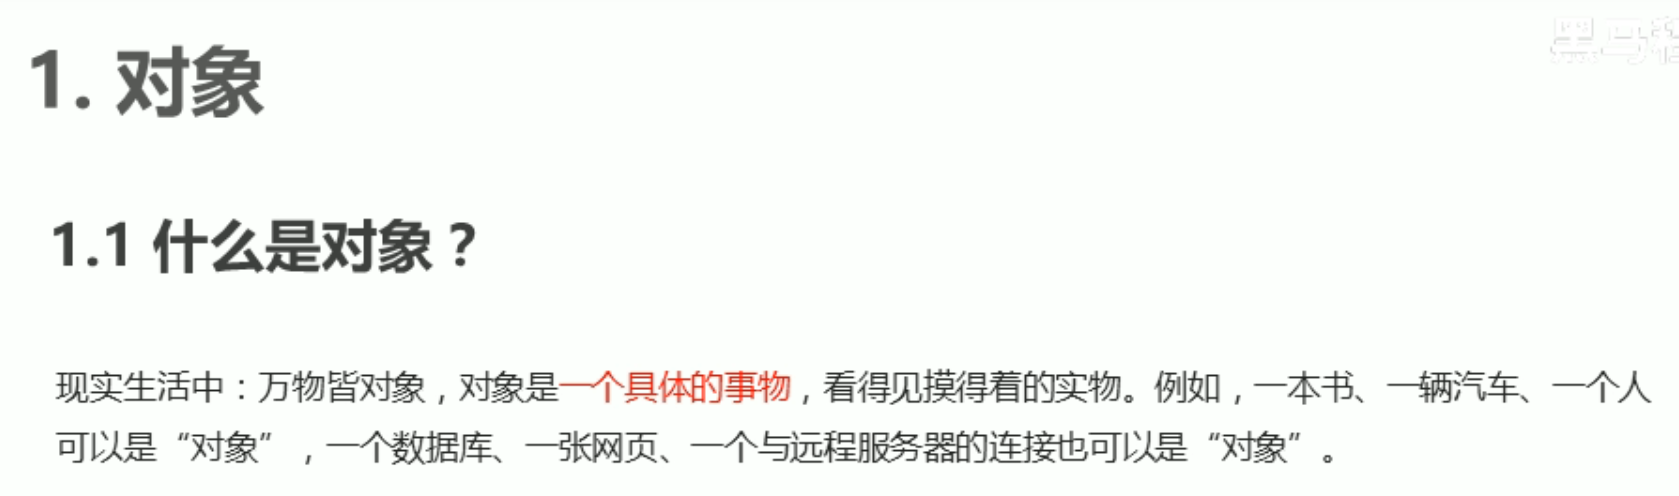 黑马程
1. 对象
1.1 什么是对象？
现实生活中：万物皆对象，对象是一个具体的事物，看得见摸得着的实物。例如，一本书、一辆汽车、一个人
可以是“对象”，一个数据库、一张网页、一个与远程服务器的连接也可以是“对象”。